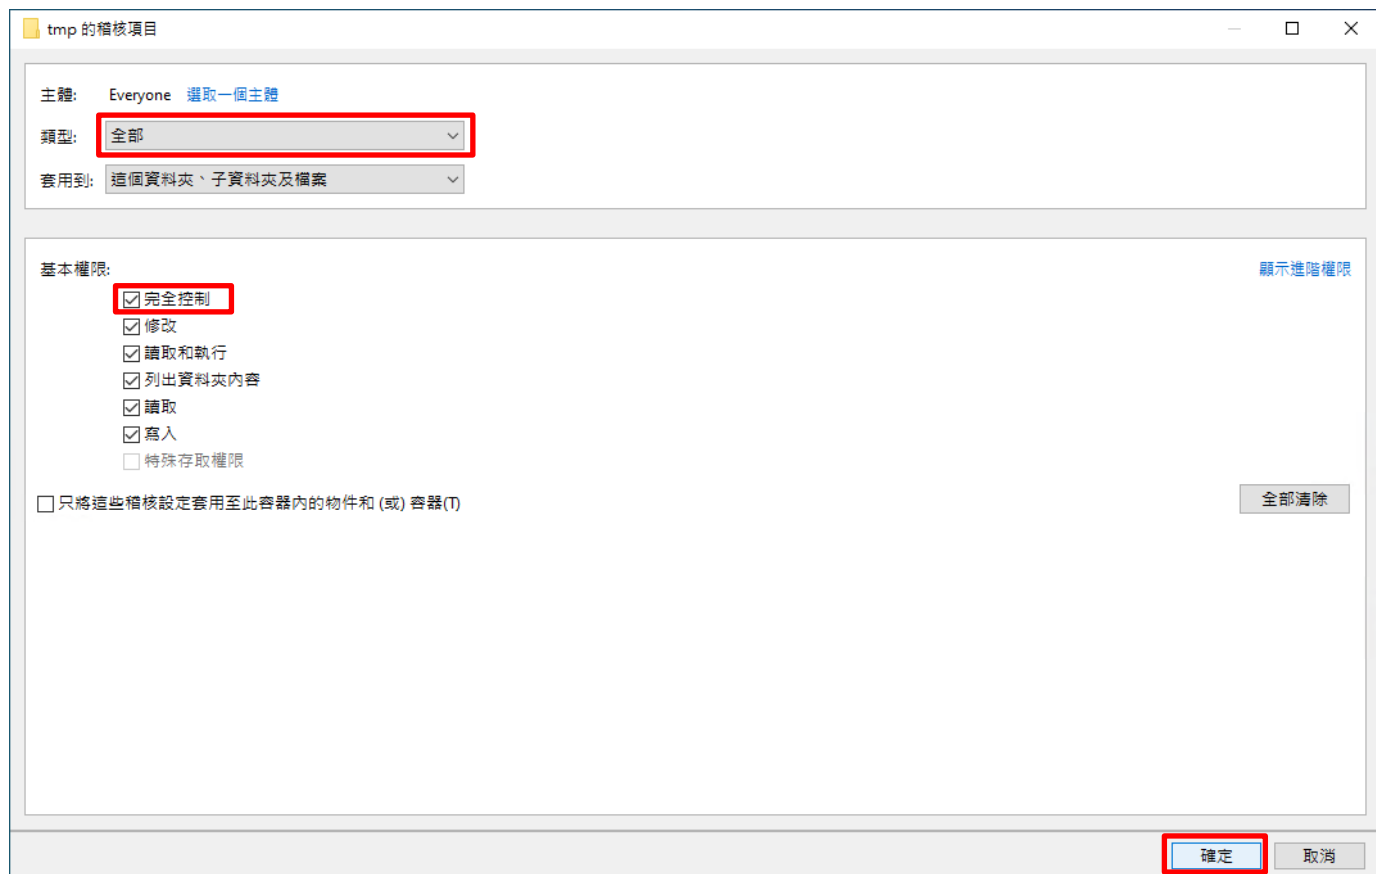 tmp 的稽核項目
主體: Everyone 選取一個主體
類型: 全部
套用到: 這個資料夾、子資料夾及檔案
基本權限: 顯示進階權限
完全控制
修改
讀取和執行
列出資料夾內容
讀取
寫入
特殊存取權限
只將這些稽核設定套用至此容器內的物件和 (或) 容器(T) 全部清除
確定 取消